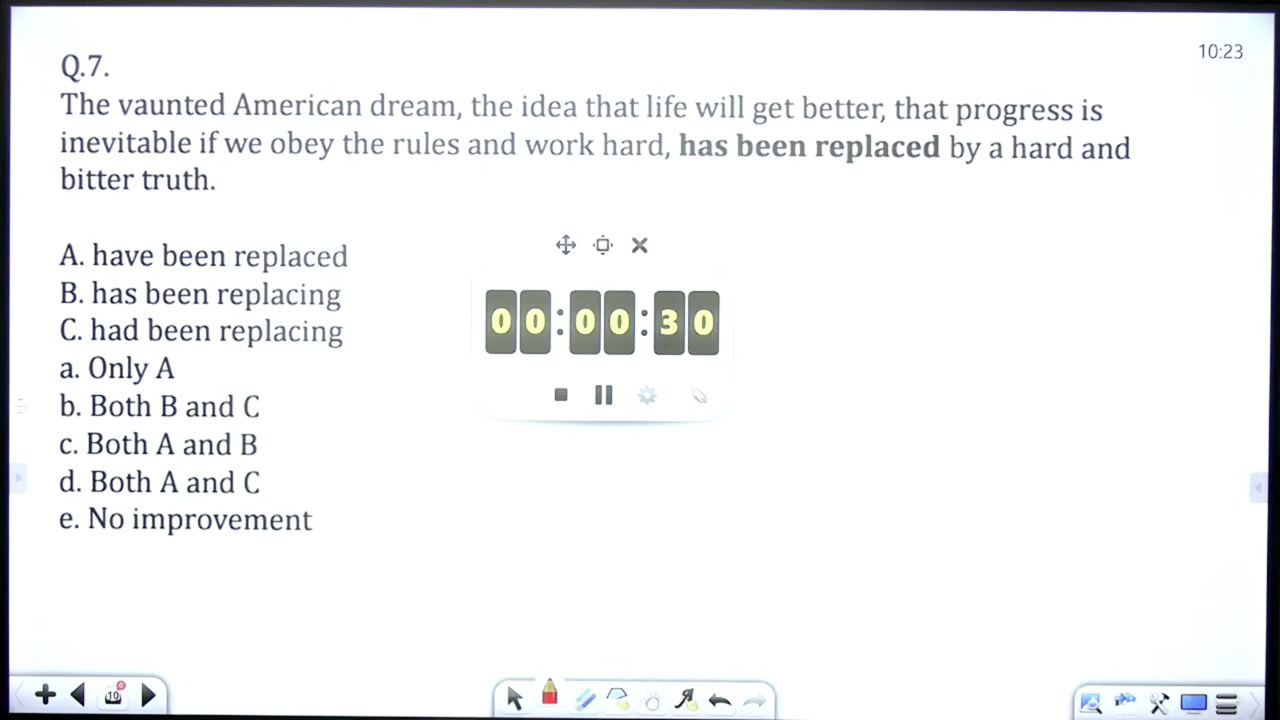 10:23
Q.7.
The vaunted American dream, the idea that life will get better, that progress is
inevitable if we obey the rules and work hard, has been replaced by a hard and
bitter truth.
A. have been replaced
B. has been replacing
C. had been replacing
00:00:30
a. Only A
b. Both B and C
c. Both A and B
d. Both A and C
e. No improvement
10